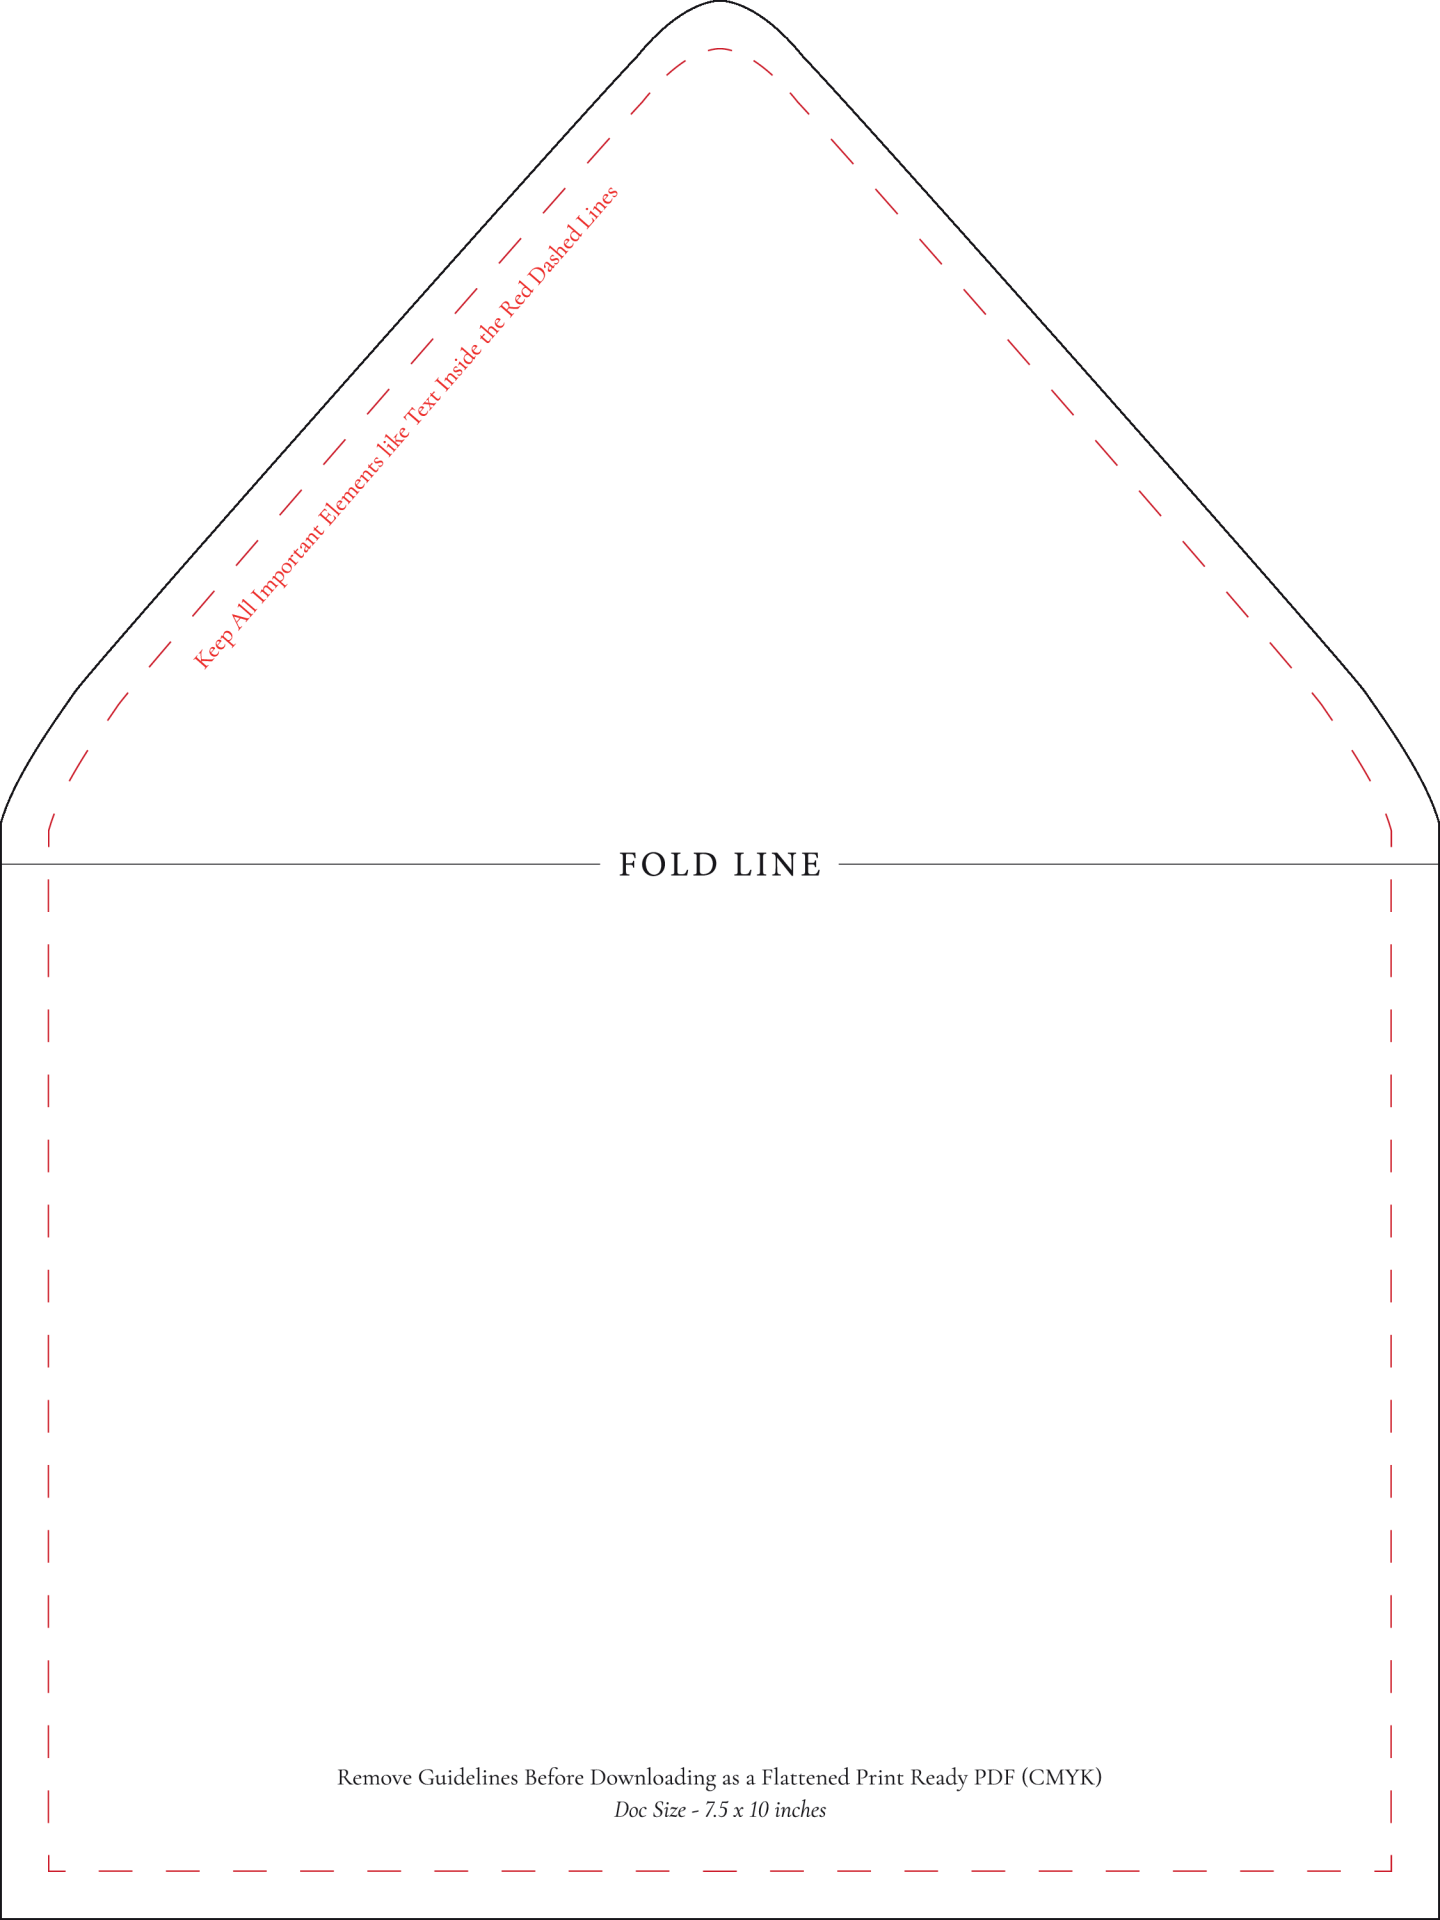 Keep All Important Elements like Text Inside the Red Dashed Lines
FOLD LINE
Remove Guidelines Before Downloading as a Flattened Print Ready PDF (CMYK)
Doc Size - 7.5 x 10 inches